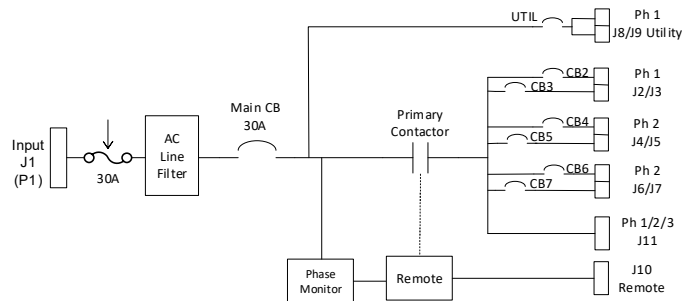 UTIL
Ph 1
J8/J9 Utility
CB2
Ph 1
CB3
J2/J3
Main CB
30A
Primary
Contactor
Input
J1
(P1)
30A
AC
Line
Filter
CB4
Ph 2
CB5
J4/J5
CB6
Ph 2
CB7
J6/J7
Ph 1/2/3
J11
Phase
Monitor
Remote
J10
Remote